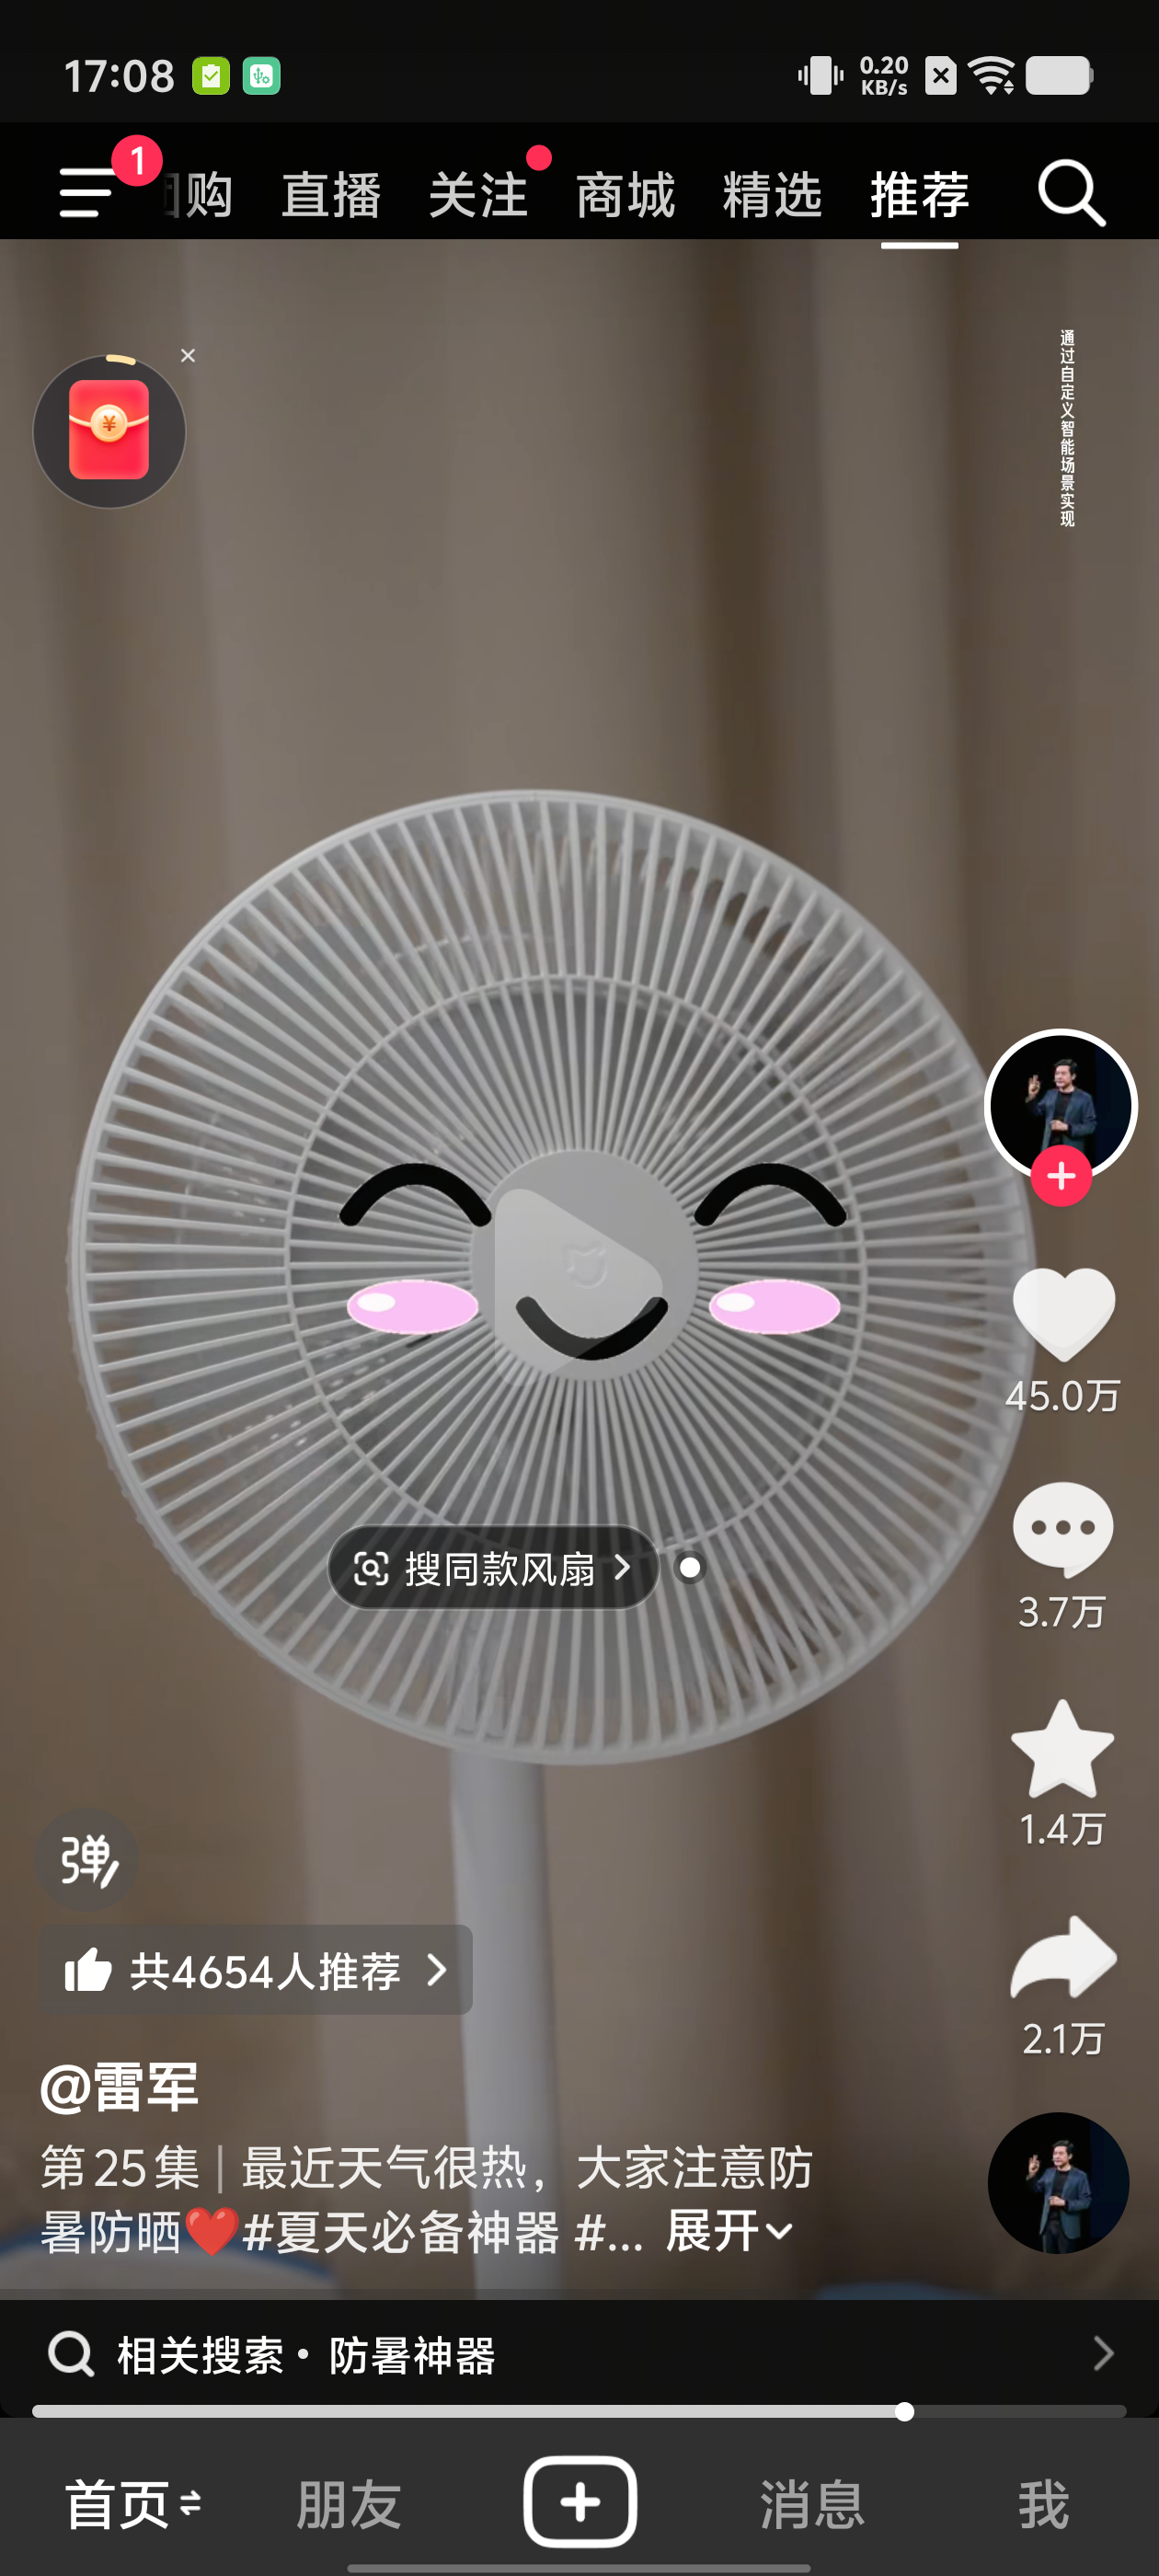 17:08
0.20
KB/s
1
购 直播 关注 商城 精选 推荐
通过自定义智能场景实现
¥
45.0万
搜同款风扇
3.7万
1.4万
弹
共4654人推荐
2.1万
@雷军
第25集｜最近天气很热，大家注意防
暑防晒❤️#夏天必备神器 #... 展开
相关搜索·防暑神器
首页 朋友 消息 我